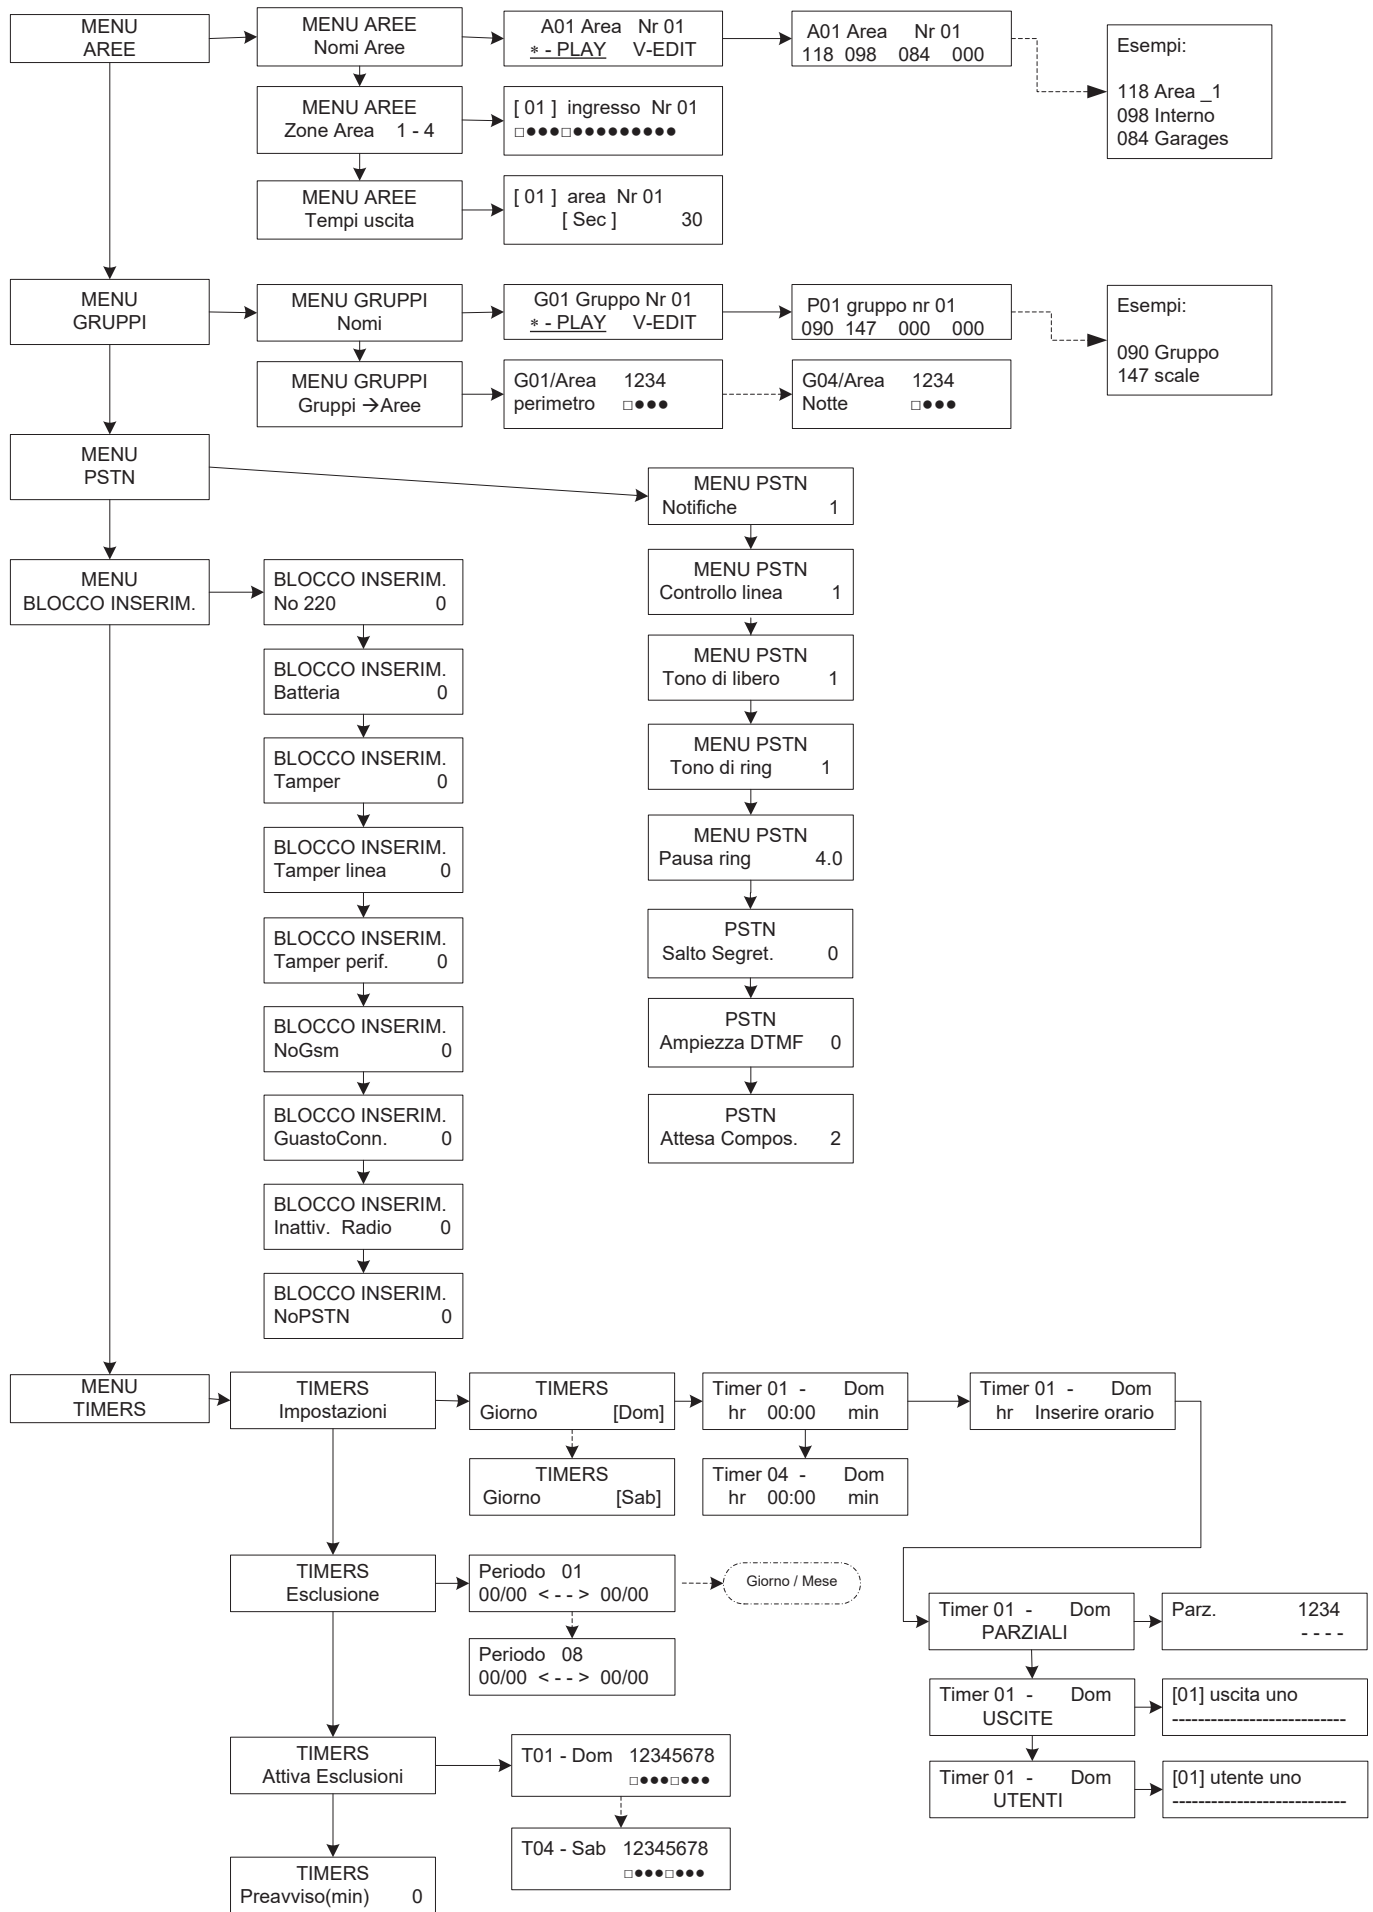 MENU
AREE
MENU AREE
Nomi Aree
A01 Area Nr 01
* - PLAY V-EDIT
A01 Area Nr 01
118 098 084 000
Esempi:
118 Area _1
098 Interno
084 Garages
MENU AREE
Zone Area 1 - 4
[ 01 ] ingresso Nr 01
□●●●□●●●●●●●●●
MENU AREE
Tempi uscita
[ 01 ] area Nr 01
[ Sec ] 30
MENU
GRUPPI
MENU GRUPPI
Nomi
G01 Gruppo Nr 01
* - PLAY V-EDIT
P01 gruppo nr 01
090 147 000 000
Esempi:
090 Gruppo
147 scale
MENU GRUPPI
Gruppi →Aree
G01/Area 1234
perimetro □●●●
G04/Area 1234
Notte □●●●
MENU
PSTN
MENU PSTN
Notifiche 1
MENU PSTN
Controllo linea 1
MENU PSTN
Tono di libero 1
MENU PSTN
Tono di ring 1
MENU PSTN
Pausa ring 4.0
PSTN
Salto Segret. 0
PSTN
Ampiezza DTMF 0
PSTN
Attesa Compos. 2
MENU
BLOCCO INSERIM.
BLOCCO INSERIM.
No 220 0
BLOCCO INSERIM.
Batteria 0
BLOCCO INSERIM.
Tamper 0
BLOCCO INSERIM.
Tamper linea 0
BLOCCO INSERIM.
Tamper perif. 0
BLOCCO INSERIM.
NoGsm 0
BLOCCO INSERIM.
GuastoConn. 0
BLOCCO INSERIM.
Inattiv. Radio 0
BLOCCO INSERIM.
NoPSTN 0
MENU
TIMERS
TIMERS
Impostazioni
TIMERS
Giorno [Dom]
Timer 01 - Dom
hr 00:00 min
Timer 01 - Dom
hr Inserire orario
TIMERS
Giorno [Sab]
Timer 04 - Dom
hr 00:00 min
TIMERS
Esclusione
Periodo 01
00/00 < - - > 00/00
Giorno / Mese
Periodo 08
00/00 < - - > 00/00
Timer 01 - Dom
PARZIALI
Parz. 1234
- - - -
Timer 01 - Dom
USCITE
[01] uscita uno
----------------------------
Timer 01 - Dom
UTENTI
[01] utente uno
----------------------------
TIMERS
Attiva Esclusioni
T01 - Dom 12345678
□●●●□●●●
T04 - Sab 12345678
□●●●□●●●
TIMERS
Preavviso(min) 0